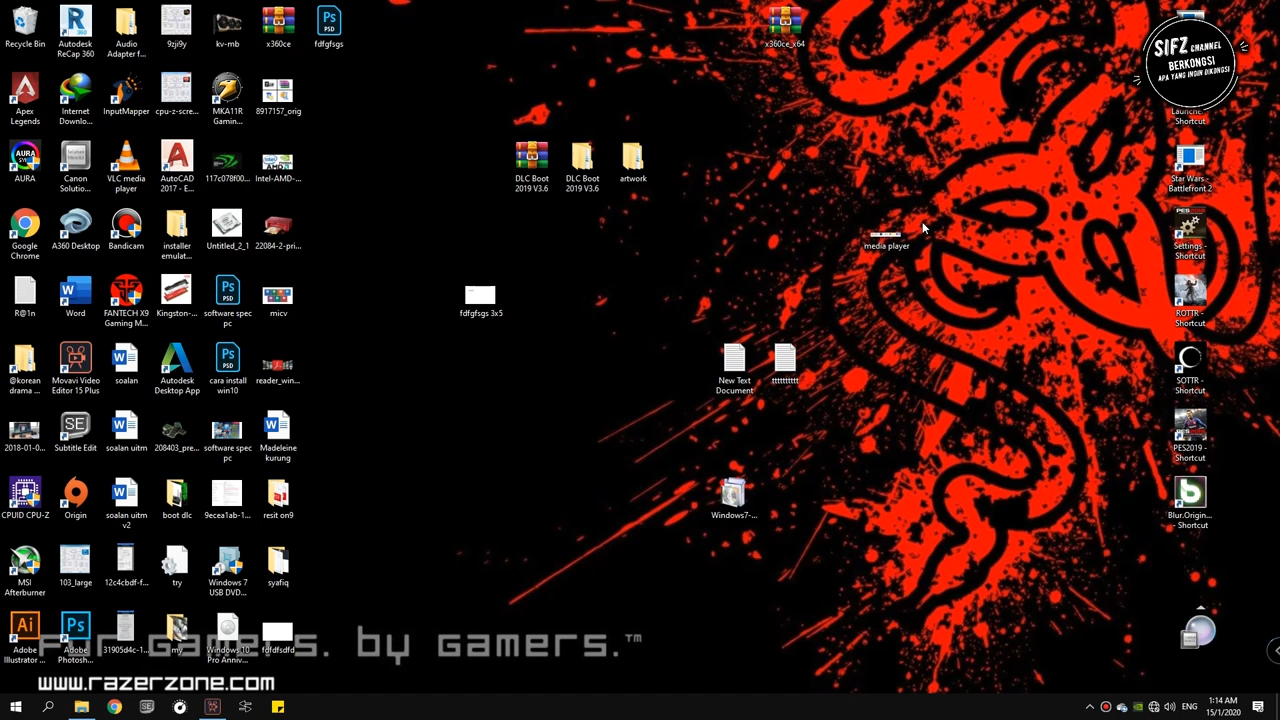 Recycle Bin
Autodesk
ReCap 360
Audio
Adapter f...
9zji9y
kv-mb
x360ce
fdfgfsgs
x360ce_x64
SIFZ CHANNEL
BERKONGSI
APA YANG INGIN DIKONGSI
Apex
Legends
Internet
Downlo...
InputMapper
cpu-z-scre...
MKA11R
Gamin...
8917157_orig
Launcher -
Shortcut
AURA
Canon
Solutio...
VLC media
player
AutoCAD
2017 - E...
117c078f00...
Intel-AMD-...
DLC Boot
2019 V3.6
DLC Boot
2019 V3.6
artwork
Star Wars -
Battlefront 2
Google
Chrome
A360 Desktop
Bandicam
installer
emulat...
Untitled_2_1
22084-2-pri...
media player
Settings -
Shortcut
R@1n
Word
FANTECH X9
Gaming M...
Kingston-...
software spec
pc
micv
fdfgfsgs 3x5
ROTTR -
Shortcut
@korean
drama ...
Movavi Video
Editor 15 Plus
soalan
Autodesk
Desktop App
cara install
win10
reader_win...
New Text
Document
tttttttttt
SOTTR -
Shortcut
2018-01-0...
Subtitle Edit
soalan uitm
208403_pre...
software spec
pc
Madeleine
kurung
PES2019 -
Shortcut
CPUID CPU-Z
Origin
soalan uitm
v2
boot dlc
9ecea1ab-1...
resit on9
Windows7-...
Blur.Origin...
- Shortcut
MSI
Afterburner
103_large
12c4cbdf-f...
try
Windows 7
USB DVD...
syafiq
Adobe
Illustrator ...
Adobe
Photosh...
31905d4c-1...
my
Windows 10
Pro Anniv...
fdfdfsdfd
For Gamers. by Gamers.™
www.razerzone.com
ENG
1:14 AM
15/1/2020